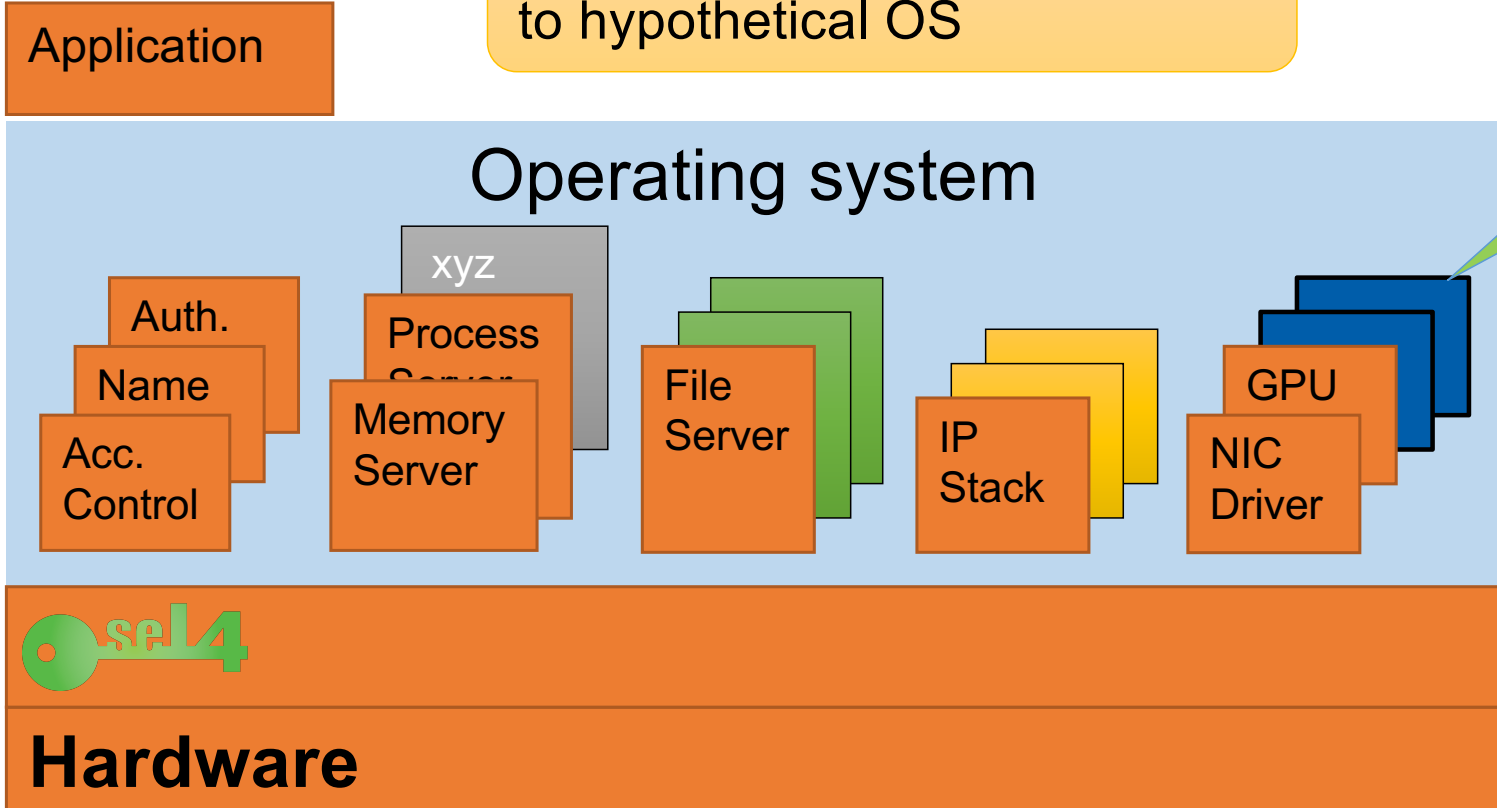 to hypothetical OS
Application
Operating system
xyz
Auth.
Process
Server
Name
File
Server
GPU
Memory
Server
IP
Stack
Acc.
Control
NIC
Driver
seL4
Hardware